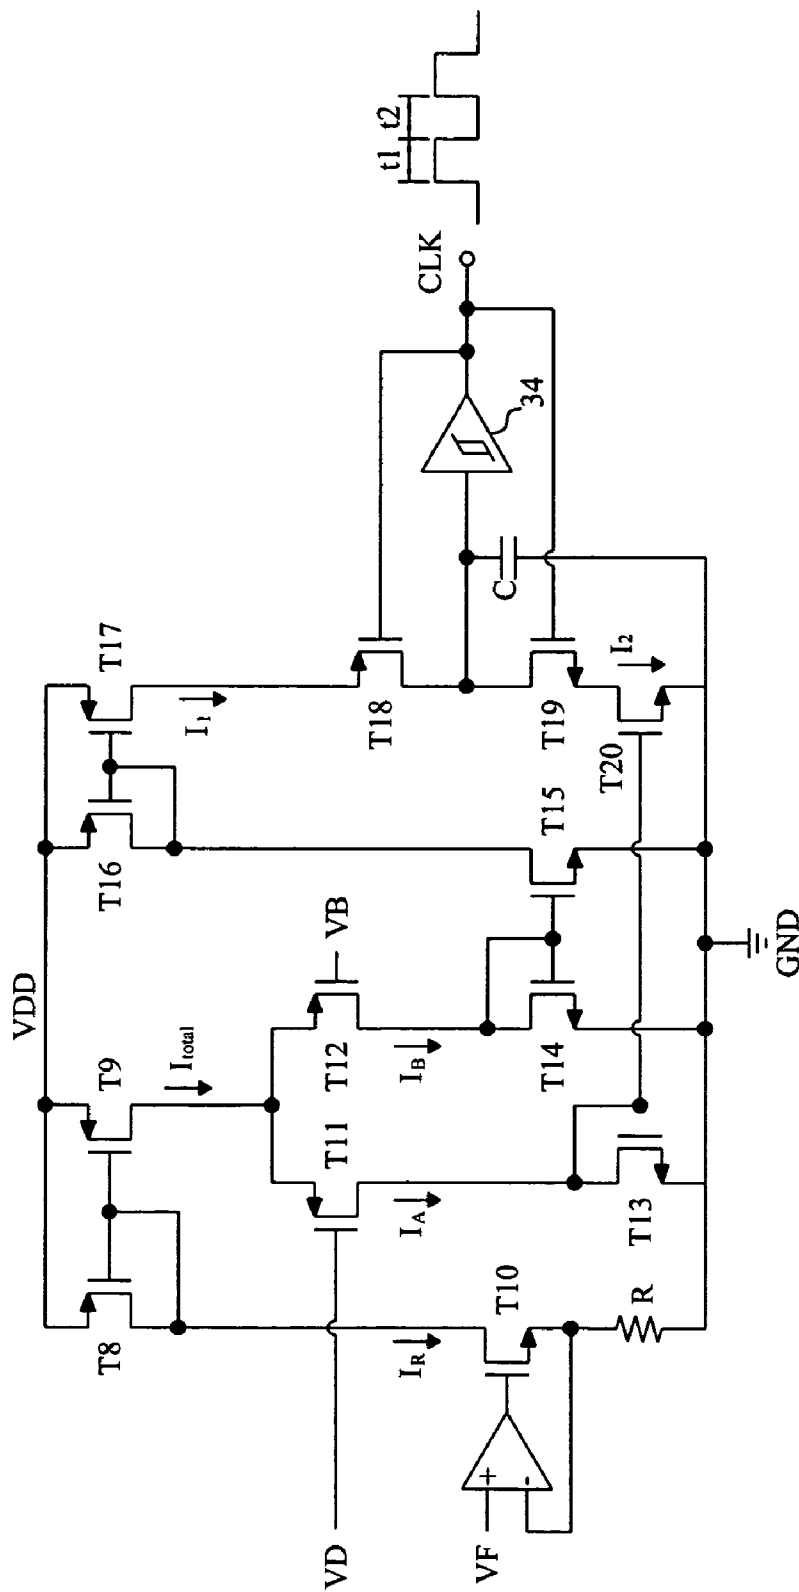 VDD
T8
T9
T16
T17
I_total
I_1
VD
T11
T12
VB
T18
t1
t2
CLK
34
I_R
I_A
I_B
C
VF
+
-
T10
T14
T15
T19
I_2
T13
T20
R
GND